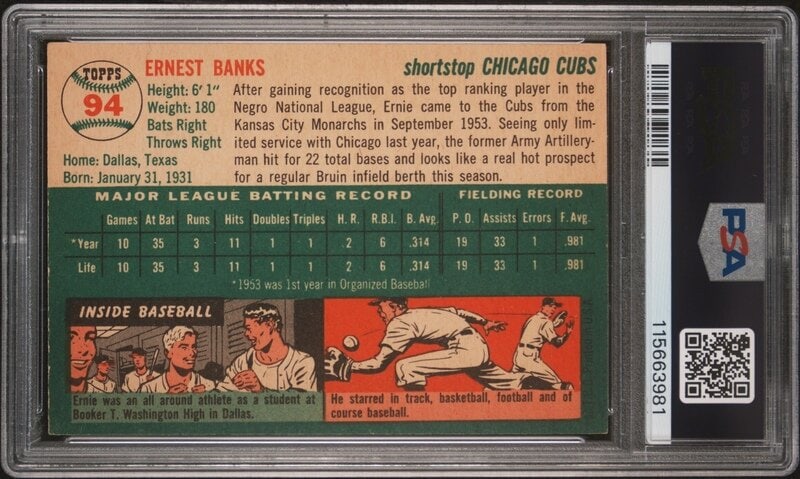 TOPPS
94
ERNEST BANKS
Height: 6' 1"
Weight: 180
Bats Right
Throws Right
Home: Dallas, Texas
Born: January 31, 1931
shortstop CHICAGO CUBS
After gaining recognition as the top ranking player in the
Negro National League, Ernie came to the Cubs from the
Kansas City Monarchs in September 1953. Seeing only lim-
ited service with Chicago last year, the former Army Artillery-
man hit for 22 total bases and looks like a real hot prospect
for a regular Bruin infield berth this season.
MAJOR LEAGUE BATTING RECORD FIELDING RECORD
Games At Bat Runs Hits Doubles Triples H.R. R.B.I. B. Avg. P.O. Assists Errors F. Avg.
*Year 10 35 3 11 1 1 2 6 .314 19 33 1 .981
Life 10 35 3 11 1 1 2 6 .314 19 33 1 .981
*1953 was 1st year in Organized Baseball
INSIDE BASEBALL
Ernie was an all around athlete as a student at
Booker T. Washington High in Dallas.
He starred in track, basketball, football and of
course baseball.
PSA
115663981